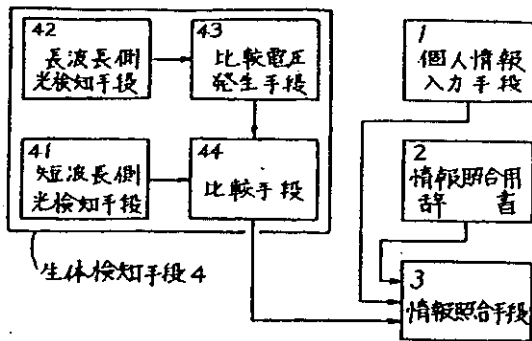 42
長波長側
光検知手段
43
比較電圧
発生手段
1
個人情報
入力手段
41
短波長側
光検知手段
44
比較手段
2
情報照合用
辞 書
生体検知手段4
3
情報照合手段